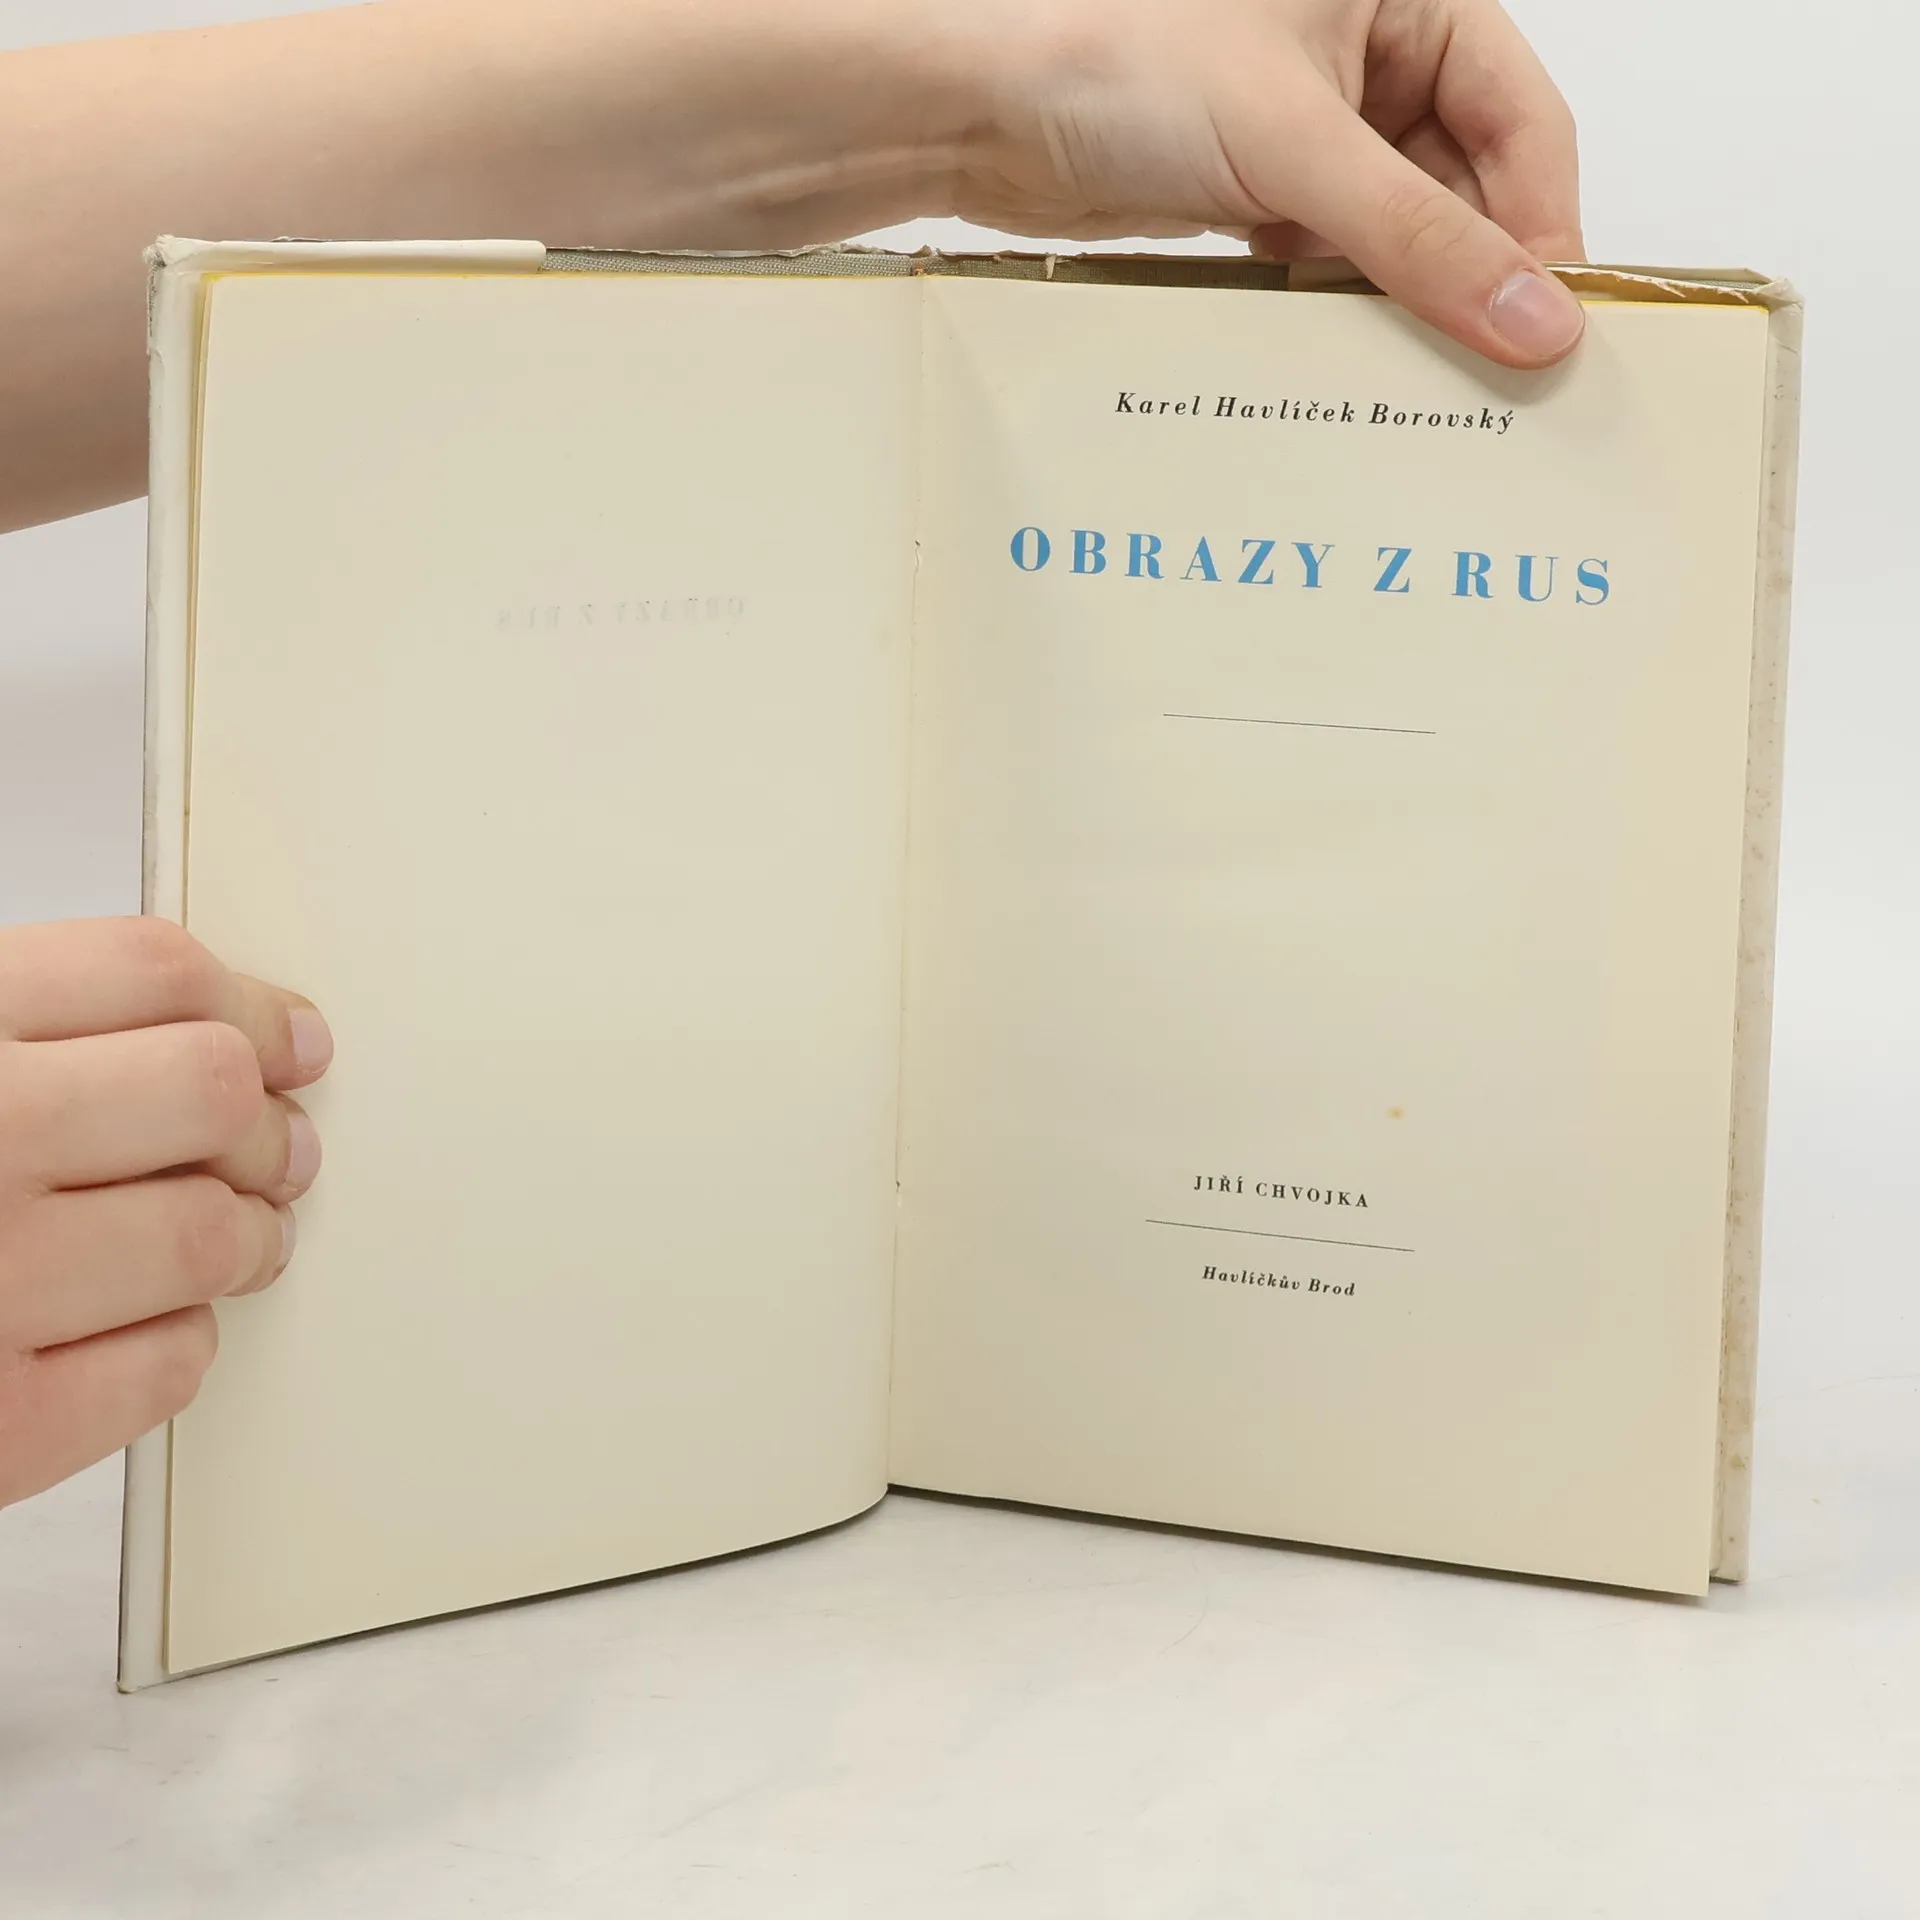 Karel Havlíček Borovský
OBRAZY Z RUS
JIŘÍ CHVOJKA
Havlíčkův Brod